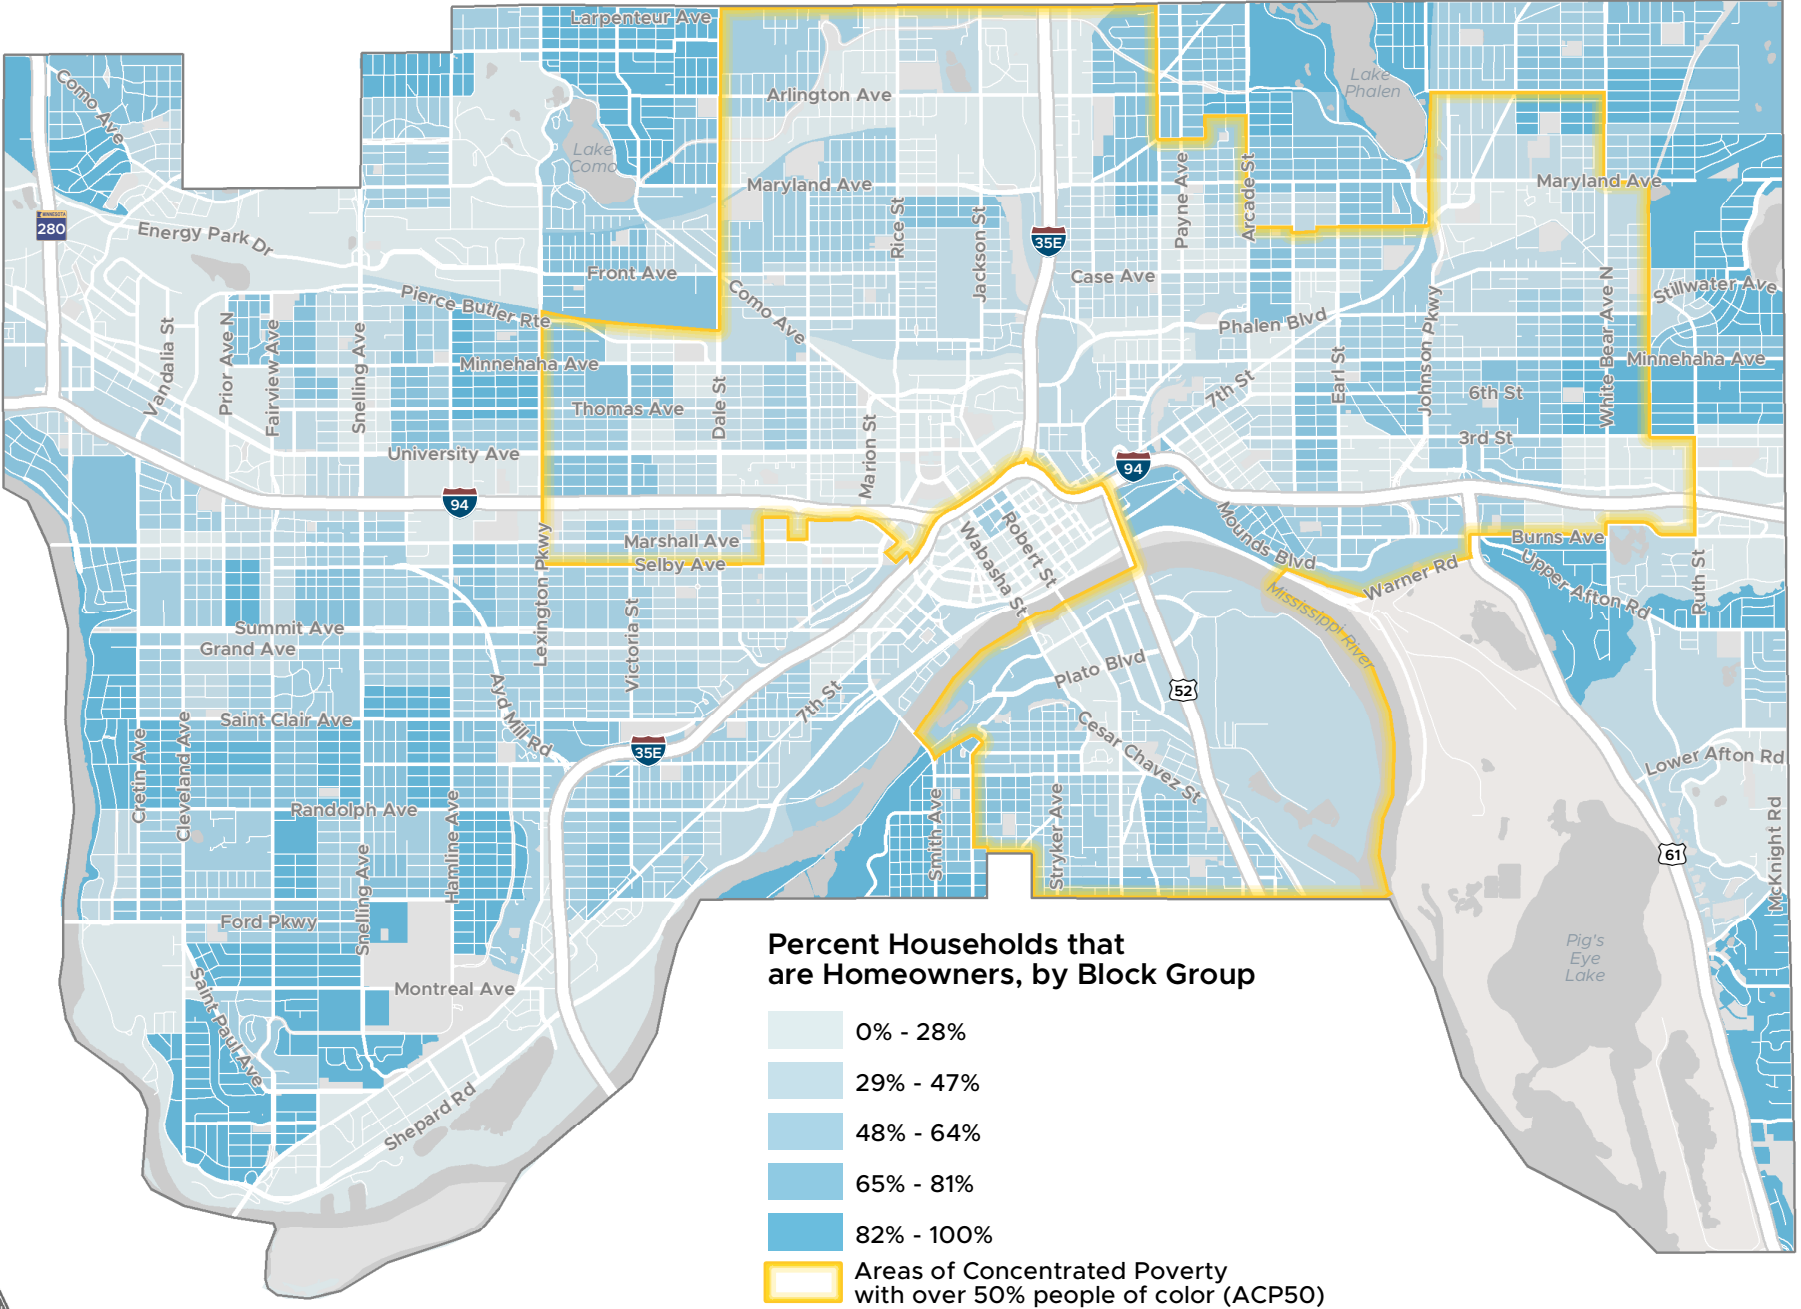 Larpenteur Ave
Como Ave
Arlington Ave
Lake
Phalen
Lake
Como
Maryland Ave
Maryland Ave
Payne Ave
Arcade St
MINNESOTA
280
Energy Park Dr
Rice St
Jackson St
35E
Front Ave
Case Ave
Pierce Butler Rte
Como Ave
Stillwater Ave
Phalen Blvd
Johnson Pkwy
White Bear Ave N
Vandalia St
Prior Ave N
Fairview Ave
Snelling Ave
Minnehaha Ave
Minnehaha Ave
Earl St
7th St
6th St
Thomas Ave
Dale St
Marion St
3rd St
University Ave
94
94
Lexington Pkwy
Marshall Ave
Selby Ave
Wabasha St
Robert St
Mounds Blvd
Burns Ave
Warner Rd
Upper Afton Rd
Ruth St
Mississippi River
Summit Ave
Grand Ave
Victoria St
Plato Blvd
52
7th St
Ayd Mill Rd
Saint Clair Ave
35E
Cesar Chavez St
Lower Afton Rd
Cretin Ave
Cleveland Ave
Randolph Ave
Hamline Ave
Smith Ave
Stryker Ave
McKnight Rd
61
Snelling Ave
Ford Pkwy
Saint Paul Ave
Montreal Ave
Shepard Rd
Pig's
Eye
Lake
Percent Households that
are Homeowners, by Block Group
0% - 28%
29% - 47%
48% - 64%
65% - 81%
82% - 100%
Areas of Concentrated Poverty
with over 50% people of color (ACP50)